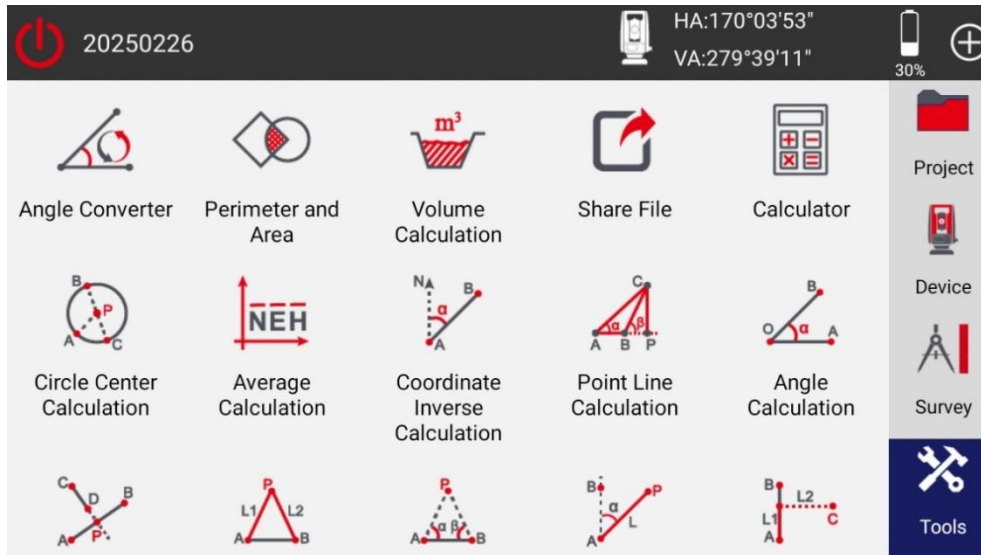 20250226
HA:170°03'53"
VA:279°39'11"
30%
Angle Converter
Perimeter and
Area
m³
Volume
Calculation
Share File
Calculator
Project
B
P
A
C
Circle Center
Calculation
NEH
Average
Calculation
N
B
α
A
Coordinate
Inverse
Calculation
C
α
β
A
B
P
Point Line
Calculation
B
O
α
A
Angle
Calculation
Device
Survey
C
D
B
A
P
P
L1
L2
A
B
P
α
β
A
B
B
P
α
L
A
B
L2
L1
C
A
Tools